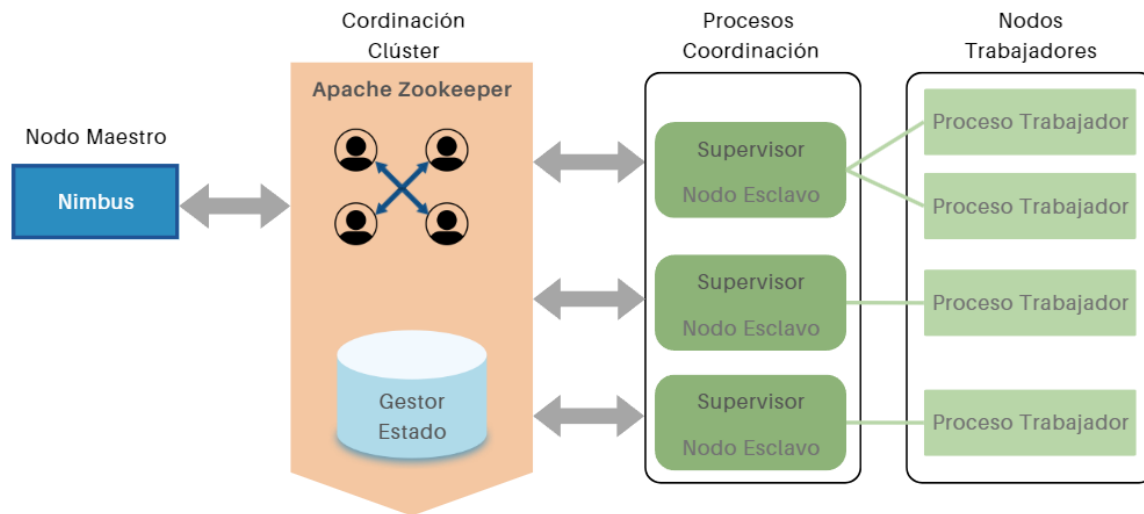 Cordinación
Clúster
Procesos
Coordinación
Nodos
Trabajadores
Apache Zookeeper
Nodo Maestro
Nimbus
Supervisor
Nodo Esclavo
Proceso Trabajador
Proceso Trabajador
Supervisor
Nodo Esclavo
Proceso Trabajador
Gestor
Estado
Supervisor
Nodo Esclavo
Proceso Trabajador